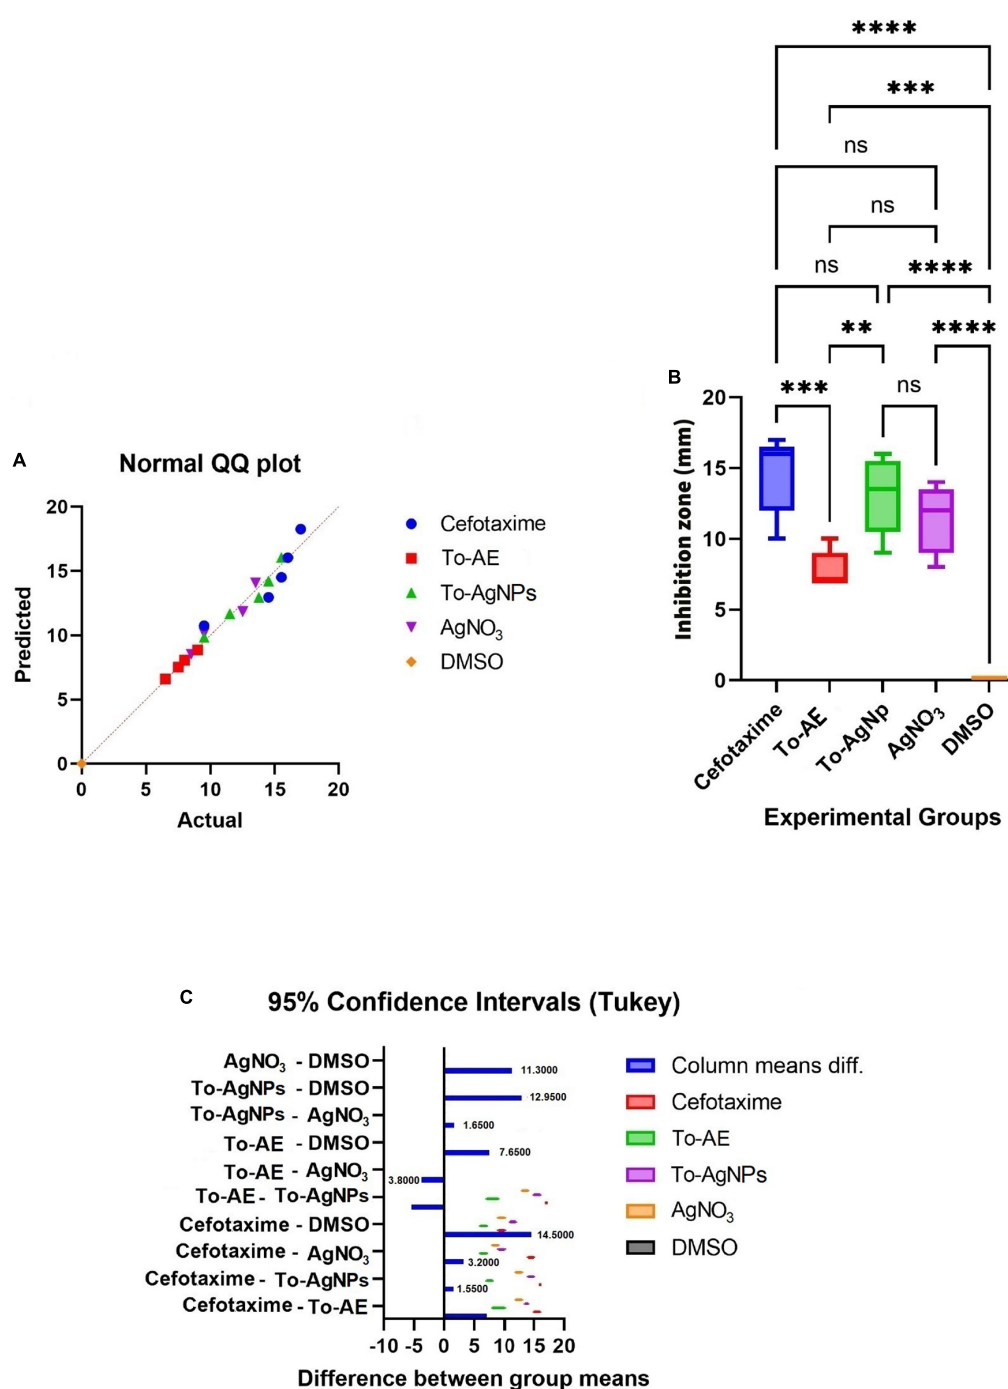 A
Normal QQ plot
Predicted
20
15
10
5
0
0 5 10 15 20
Actual
Cefotaxime
To-AE
To-AgNPs
AgNO3
DMSO
****
***
ns
ns
ns ****
** ****
*** ns
B
Inhibition zone (mm)
20
15
10
5
0
Cefotaxime
To-AE
To-AgNp
AgNO3
DMSO
Experimental Groups
C
95% Confidence Intervals (Tukey)
AgNO3 - DMSO 11.3000
To-AgNPs - DMSO 12.9500
To-AgNPs - AgNO3 1.6500
To-AE - DMSO 7.6500
To-AE - AgNO3 3.8000
To-AE - To-AgNPs
Cefotaxime - DMSO 14.5000
Cefotaxime - AgNO3 3.2000
Cefotaxime - To-AgNPs 1.5500
Cefotaxime - To-AE
-10 -5 0 5 10 15 20
Difference between group means
Column means diff.
Cefotaxime
To-AE
To-AgNPs
AgNO3
DMSO